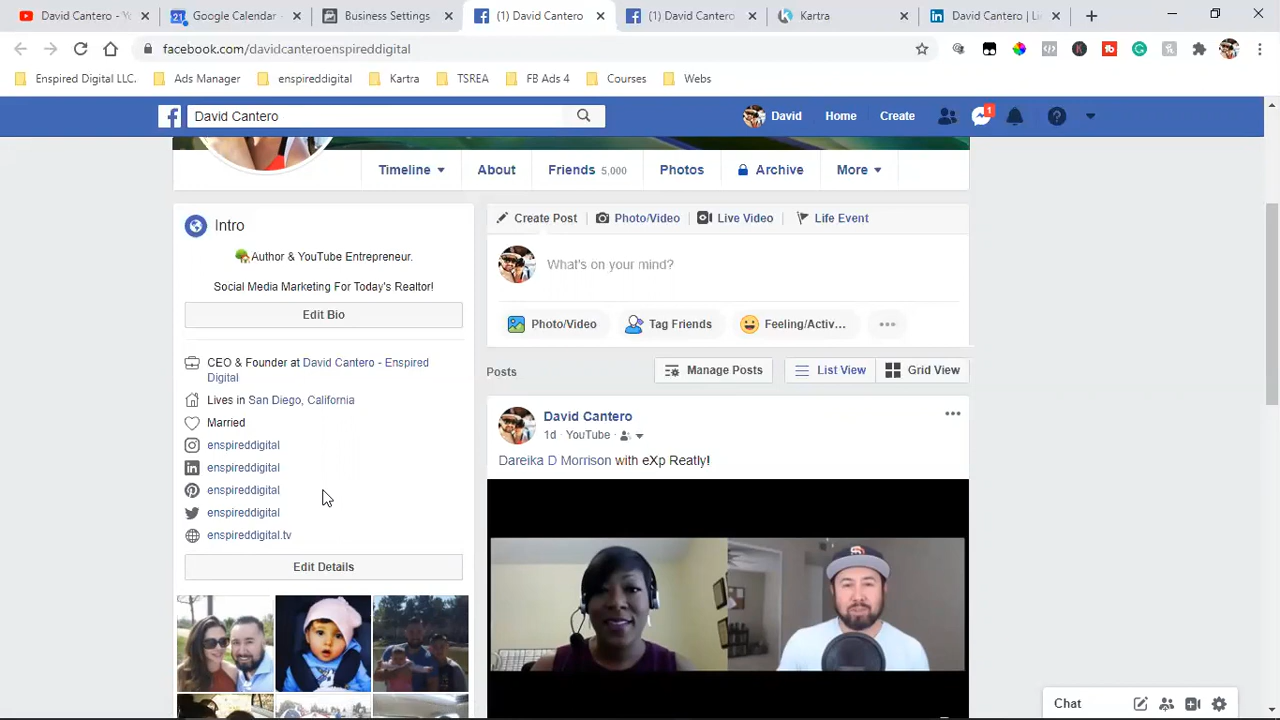 David Cantero - Yo
Google Calendar
Business Settings
(1) David Cantero
(1) David Cantero
Kartra
David Cantero | Li
facebook.com/davidcanteroenspireddigital
Enspired Digital LLC.
Ads Manager
enspireddigital
Kartra
TSREA
FB Ads 4
Courses
Webs
David Cantero
David
Home
Create
1
Timeline
About
Friends 5,000
Photos
Archive
More
Intro
Author & YouTube Entrepreneur.
Social Media Marketing For Today's Realtor!
Edit Bio
CEO & Founder at David Cantero - Enspired
Digital
Lives in San Diego, California
Married
enspireddigital
enspireddigital
enspireddigital
enspireddigital
enspireddigital.tv
Edit Details
Create Post
Photo/Video
Live Video
Life Event
What's on your mind?
Photo/Video
Tag Friends
Feeling/Activ...
Posts
Manage Posts
List View
Grid View
David Cantero
1d · YouTube ·
Dareika D Morrison with eXp Reatly!
Chat